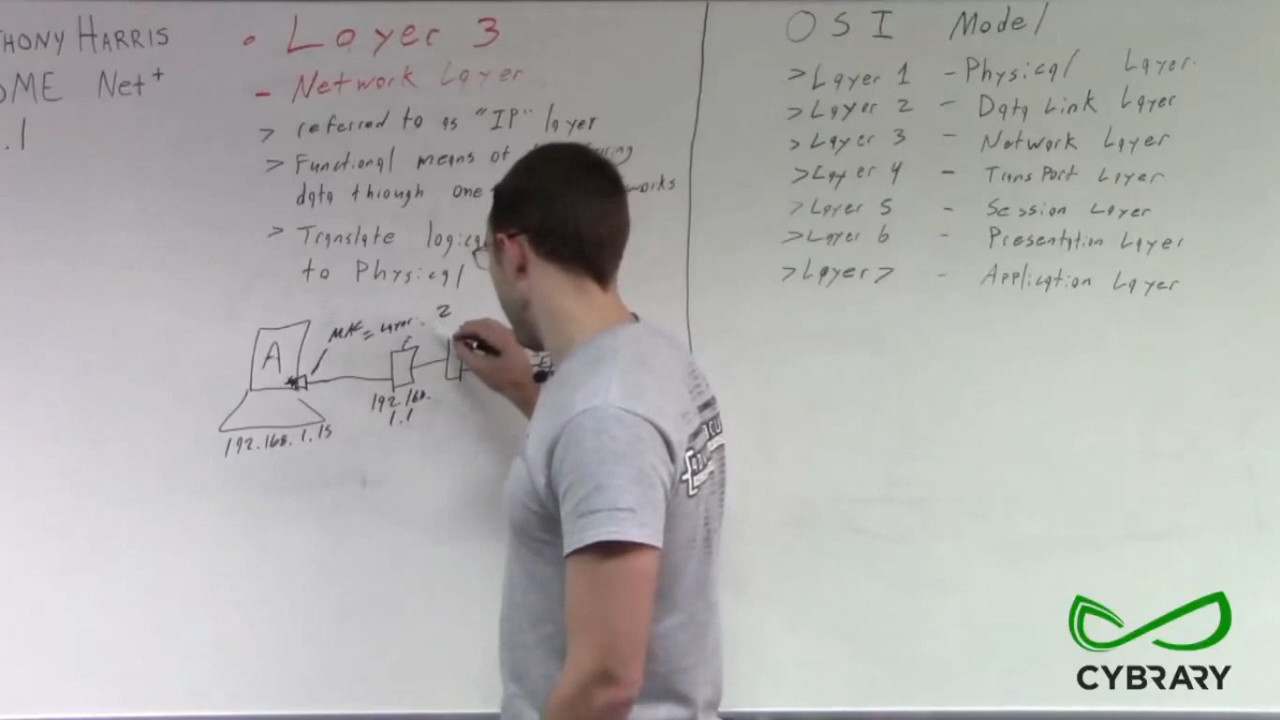 HONY HARRIS
OME Net+
.1
• Layer 3
- Network Layer
> referred to as "IP" layer
> Functional means of
data through one
works
> Translate
to Physical
MAC = Layer 2
A
192.168.1.15
192.168.
1.1
OSI Model
>Layer 1 - Physical Layer
>Layer 2 - Data Link Layer
>Layer 3 - Network Layer
>Layer 4 - Transport Layer
>Layer 5 - Session Layer
>Layer 6 - Presentation Layer
>Layer 7 - Application Layer
CYBRARY